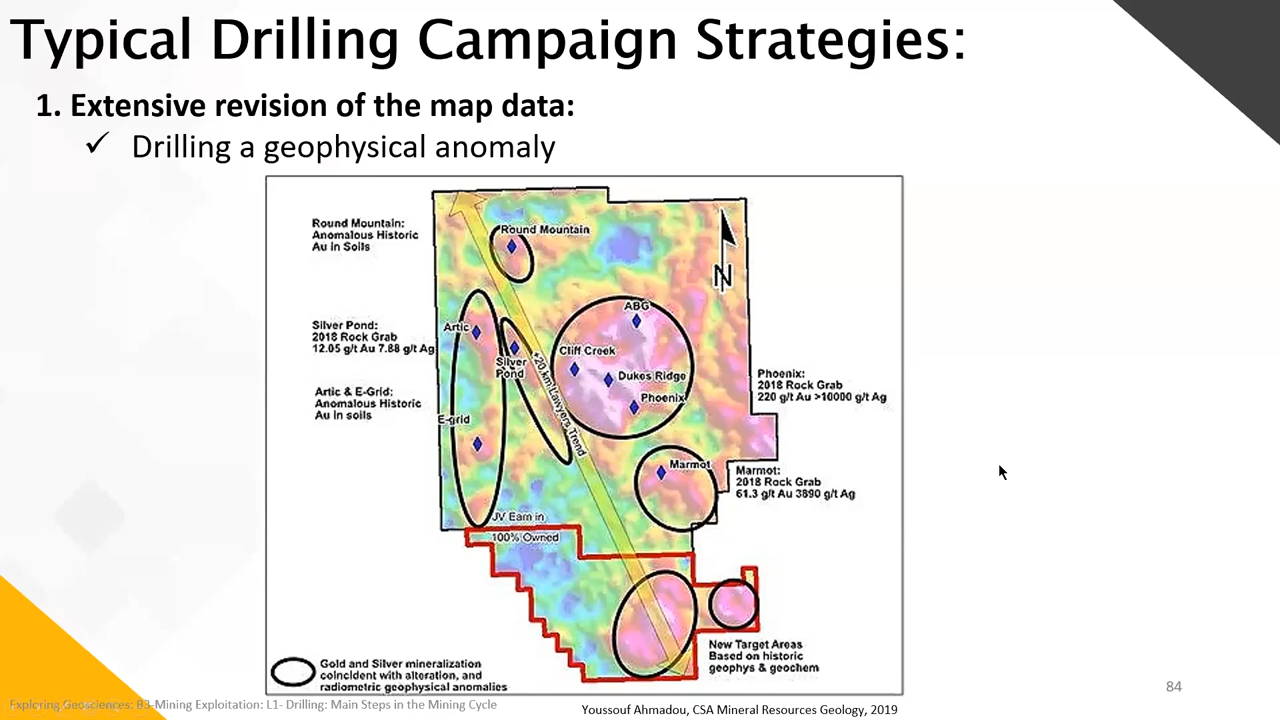 Typical Drilling Campaign Strategies:
1. Extensive revision of the map data:
✓ Drilling a geophysical anomaly
Round Mountain:
Anomalous Historic
Au in Soils
Round Mountain
N
Silver Pond:
2018 Rock Grab
12.05 g/t Au 7.88 g/t Ag
Artic
Silver
Pond
ABG
Cliff Creek
Dukes Ridge
Phoenix
+20 km Lawyers Trend
Artic & E-Grid:
Anomalous Historic
Au in soils
E-grid
Phoenix:
2018 Rock Grab
220 g/t Au >10000 g/t Ag
Marmot
Marmot:
2018 Rock Grab
61.3 g/t Au 3890 g/t Ag
JV Earn in
100% Owned
New Target Areas
Based on historic
geophys & geochem
Gold and Silver mineralization
coincident with alteration, and
radiometric geophysical anomalies
84
Exploring Geosciences: B3-Mining Exploitation: L1- Drilling: Main Steps in the Mining Cycle
Youssouf Ahmadou, CSA Mineral Resources Geology, 2019